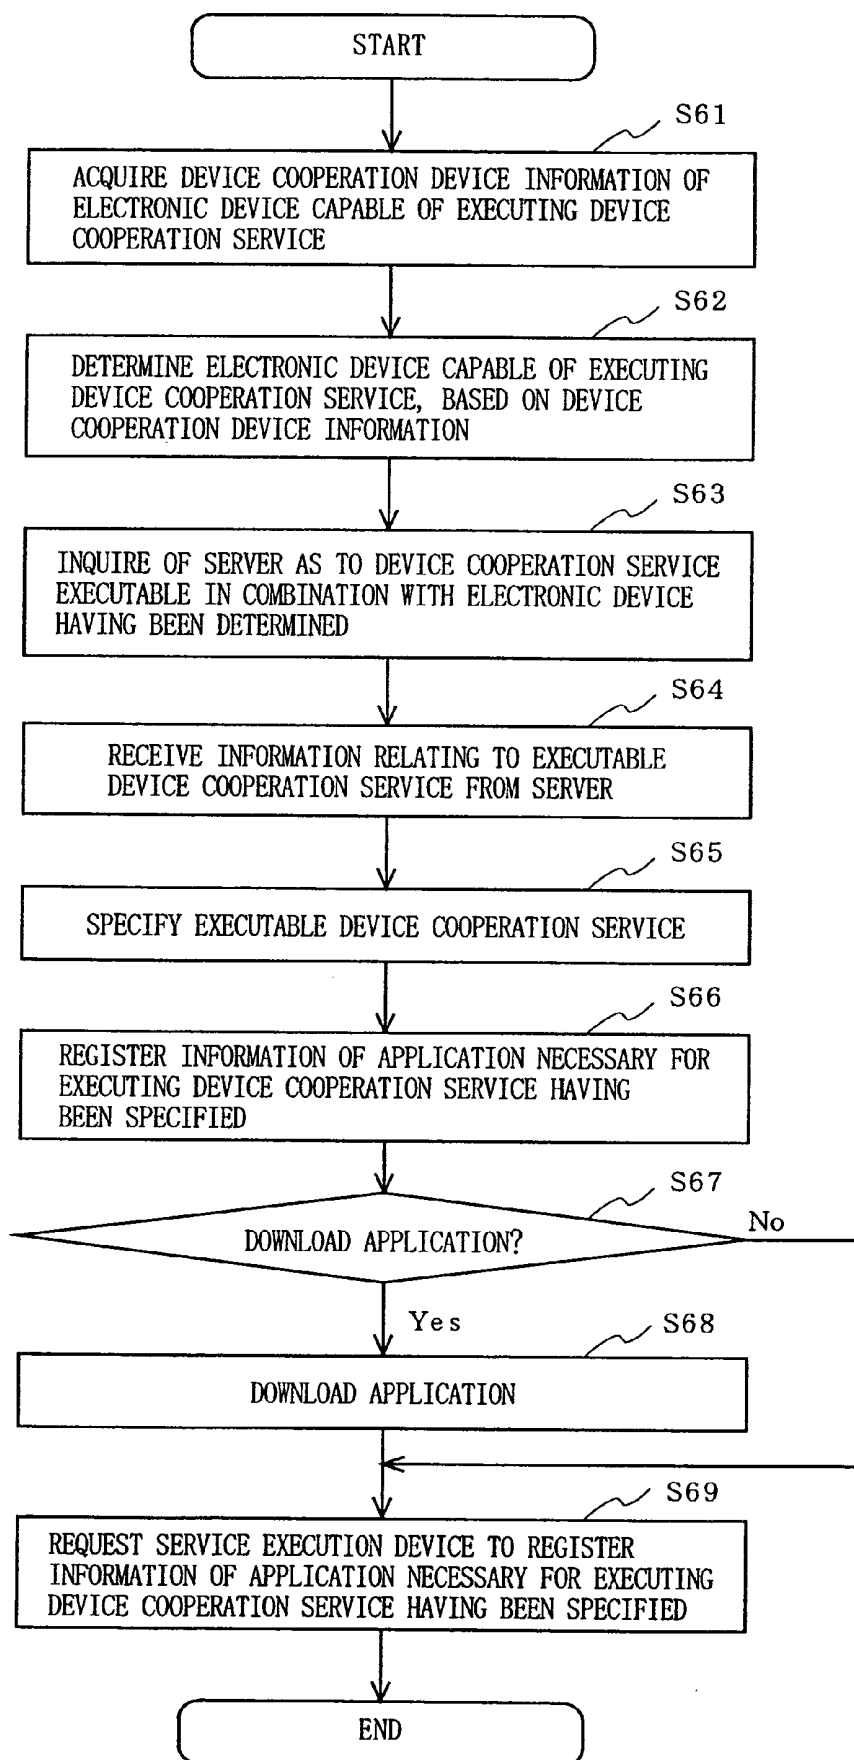 START
S61
ACQUIRE DEVICE COOPERATION DEVICE INFORMATION OF
ELECTRONIC DEVICE CAPABLE OF EXECUTING DEVICE
COOPERATION SERVICE
S62
DETERMINE ELECTRONIC DEVICE CAPABLE OF EXECUTING
DEVICE COOPERATION SERVICE, BASED ON DEVICE
COOPERATION DEVICE INFORMATION
S63
INQUIRE OF SERVER AS TO DEVICE COOPERATION SERVICE
EXECUTABLE IN COMBINATION WITH ELECTRONIC DEVICE
HAVING BEEN DETERMINED
S64
RECEIVE INFORMATION RELATING TO EXECUTABLE
DEVICE COOPERATION SERVICE FROM SERVER
S65
SPECIFY EXECUTABLE DEVICE COOPERATION SERVICE
S66
REGISTER INFORMATION OF APPLICATION NECESSARY FOR
EXECUTING DEVICE COOPERATION SERVICE HAVING
BEEN SPECIFIED
S67
DOWNLOAD APPLICATION?
No
Yes
S68
DOWNLOAD APPLICATION
S69
REQUEST SERVICE EXECUTION DEVICE TO REGISTER
INFORMATION OF APPLICATION NECESSARY FOR EXECUTING
DEVICE COOPERATION SERVICE HAVING BEEN SPECIFIED
END